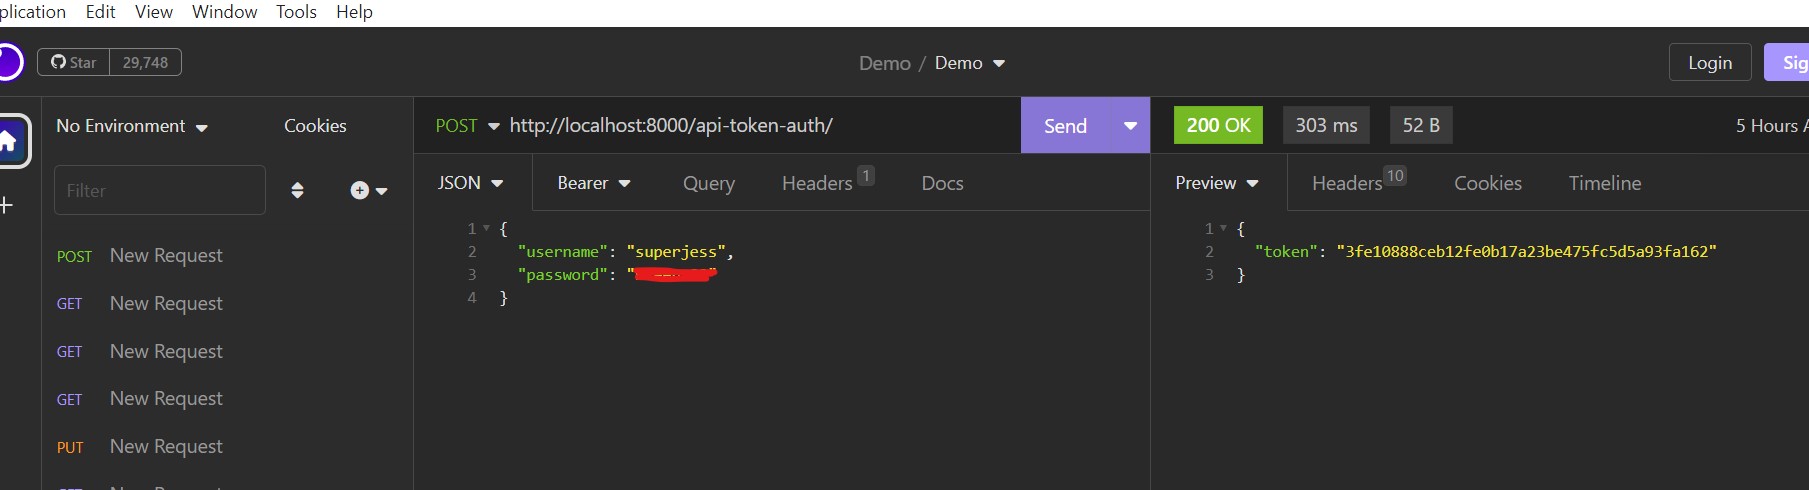 plication Edit View Window Tools Help
Star 29,748
Demo / Demo
Login Sig
No Environment Cookies
POST http://localhost:8000/api-token-auth/ Send
200 OK 303 ms 52 B 5 Hours A
Filter
JSON Bearer Query Headers 1 Docs
Preview Headers 10 Cookies Timeline
POST New Request
GET New Request
GET New Request
GET New Request
PUT New Request
New Request
1 {
2 "username": "superjess",
3 "password": "
4 }
1 {
2 "token": "3fe10888ceb12fe0b17a23be475fc5d5a93fa162"
3 }